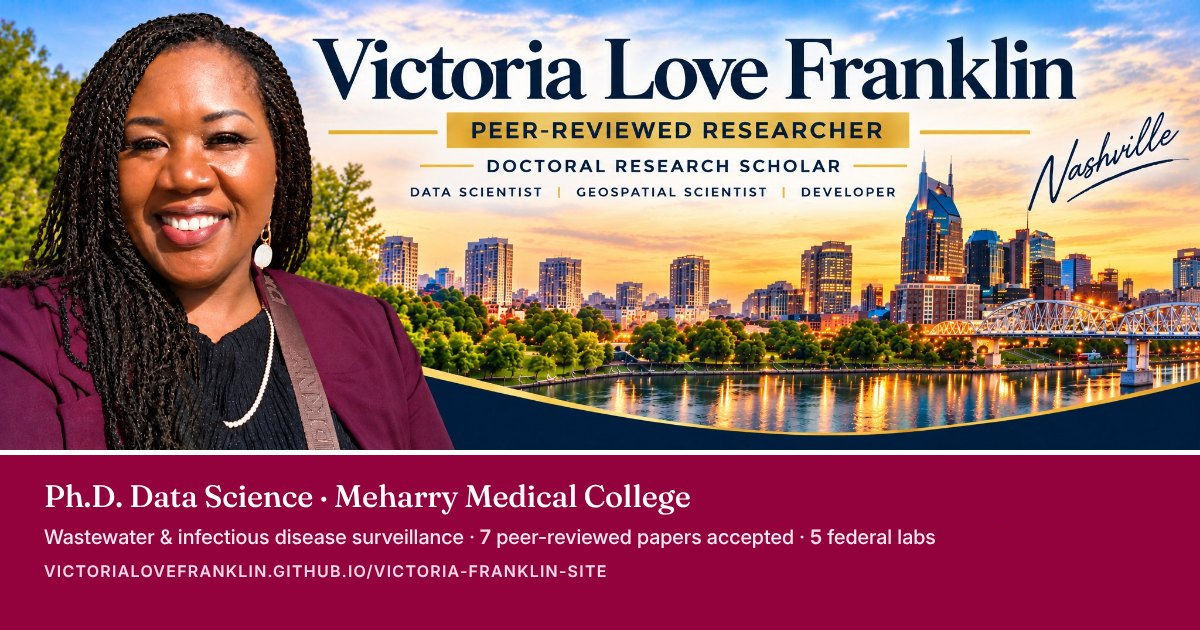 Victoria Love Franklin
PEER-REVIEWED RESEARCHER
DOCTORAL RESEARCH SCHOLAR
DATA SCIENTIST | GEOSPATIAL SCIENTIST | DEVELOPER
Nashville
Ph.D. Data Science · Meharry Medical College
Wastewater & infectious disease surveillance · 7 peer-reviewed papers accepted · 5 federal labs
VICTORIALOVEFRANKLIN.GITHUB.IO/VICTORIA-FRANKLIN-SITE